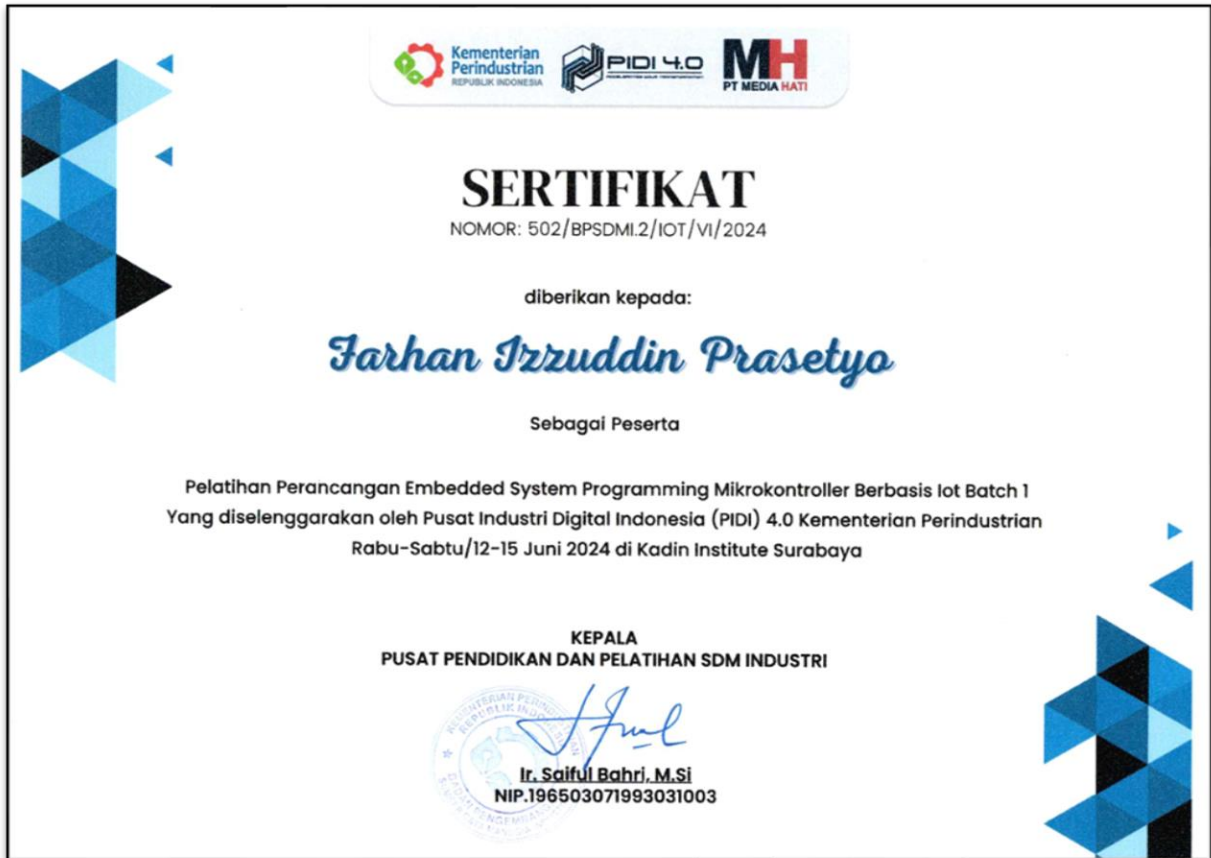 Kementerian
Perindustrian
REPUBLIK INDONESIA
PIDI 4.0
MH
PT MEDIA HATI
SERTIFIKAT
NOMOR: 502/BPSDMI.2/IOT/VI/2024
diberikan kepada:
Farhan Izzuddin Prasetyo
Sebagai Peserta
Pelatihan Perancangan Embedded System Programming Mikrokontroller Berbasis Iot Batch 1
Yang diselenggarakan oleh Pusat Industri Digital Indonesia (PIDI) 4.0 Kementerian Perindustrian
Rabu-Sabtu/12-15 Juni 2024 di Kadin Institute Surabaya
KEPALA
PUSAT PENDIDIKAN DAN PELATIHAN SDM INDUSTRI
KEMENTERIAN
REPUBLIK INDONESIA
Ir. Saiful Bahri, M.Si
NIP.196503071993031003